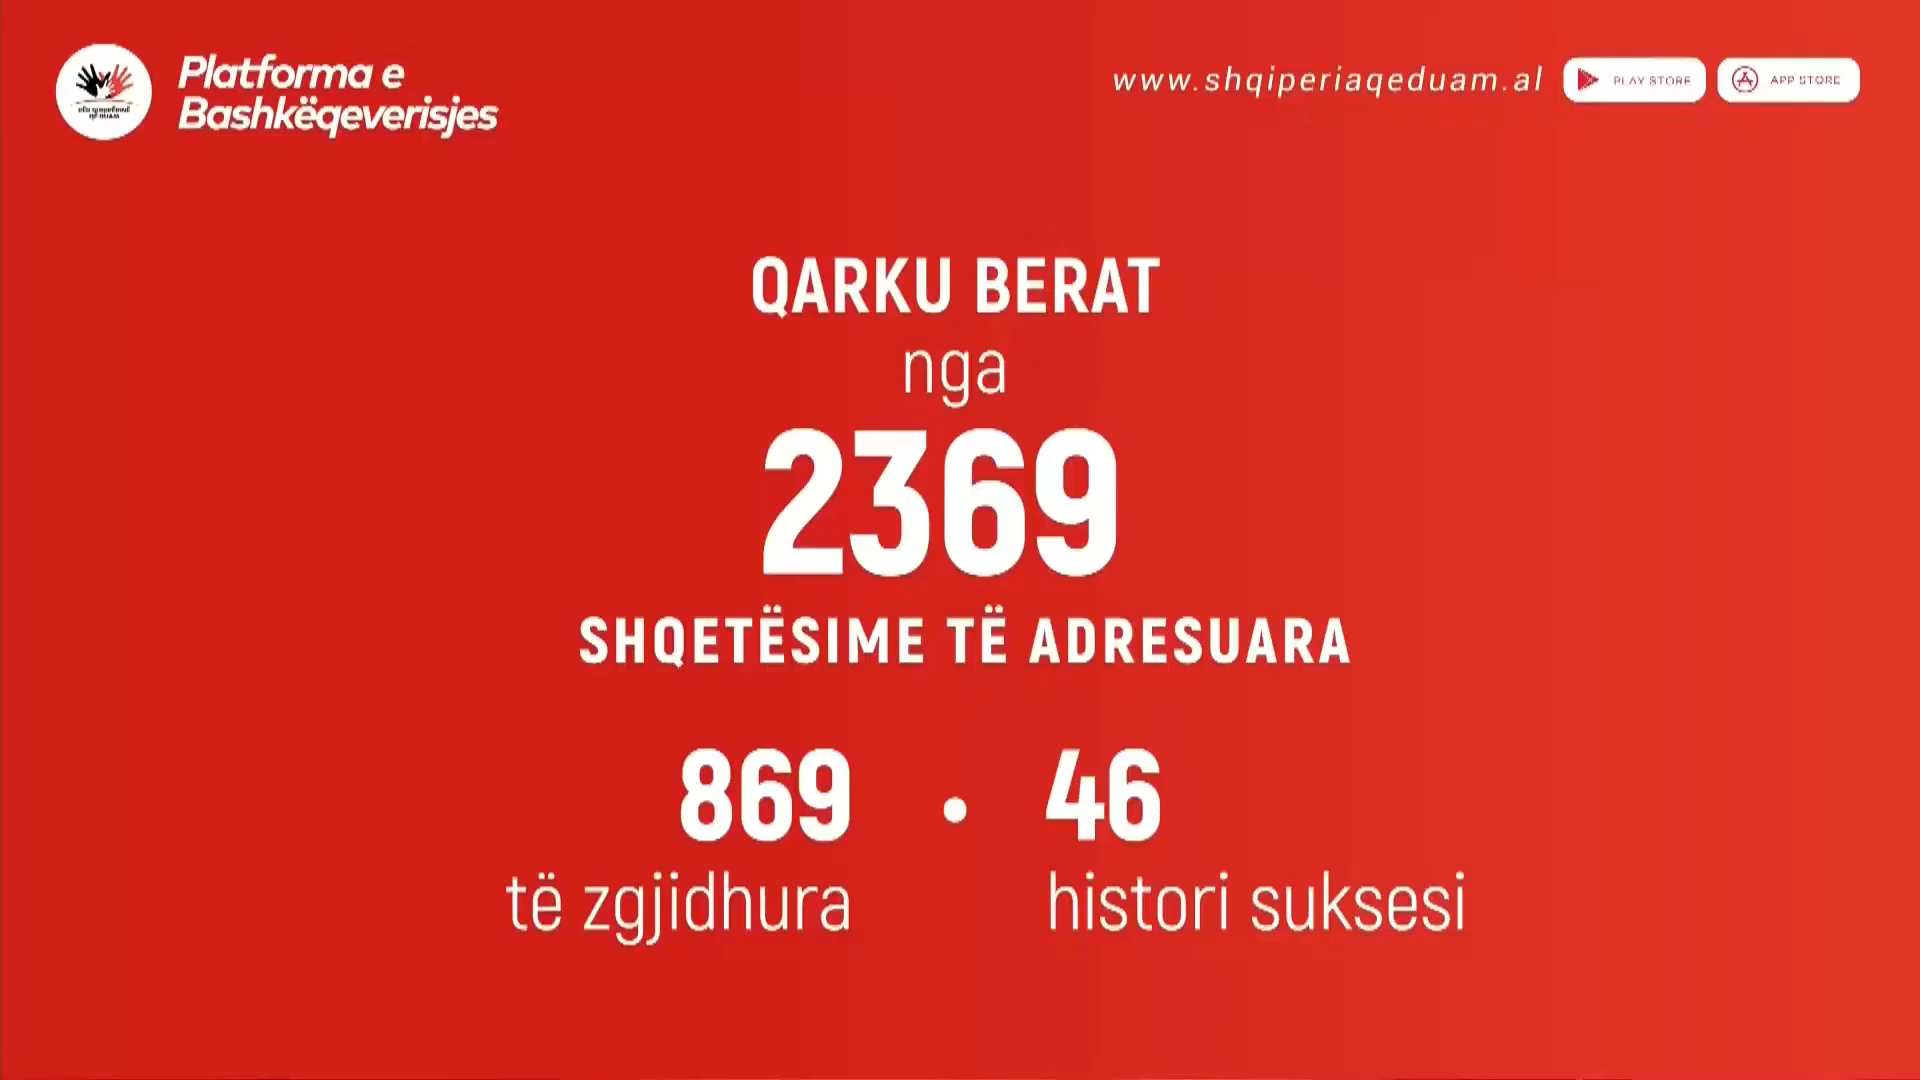 Platforma e
Bashkëqeverisjes
www.shqiperiaqeduam.al
PLAY STORE
APP STORE
QARKU BERAT
nga
2369
SHQETËSIME TË ADRESUARA
869 • 46
të zgjidhura histori suksesi